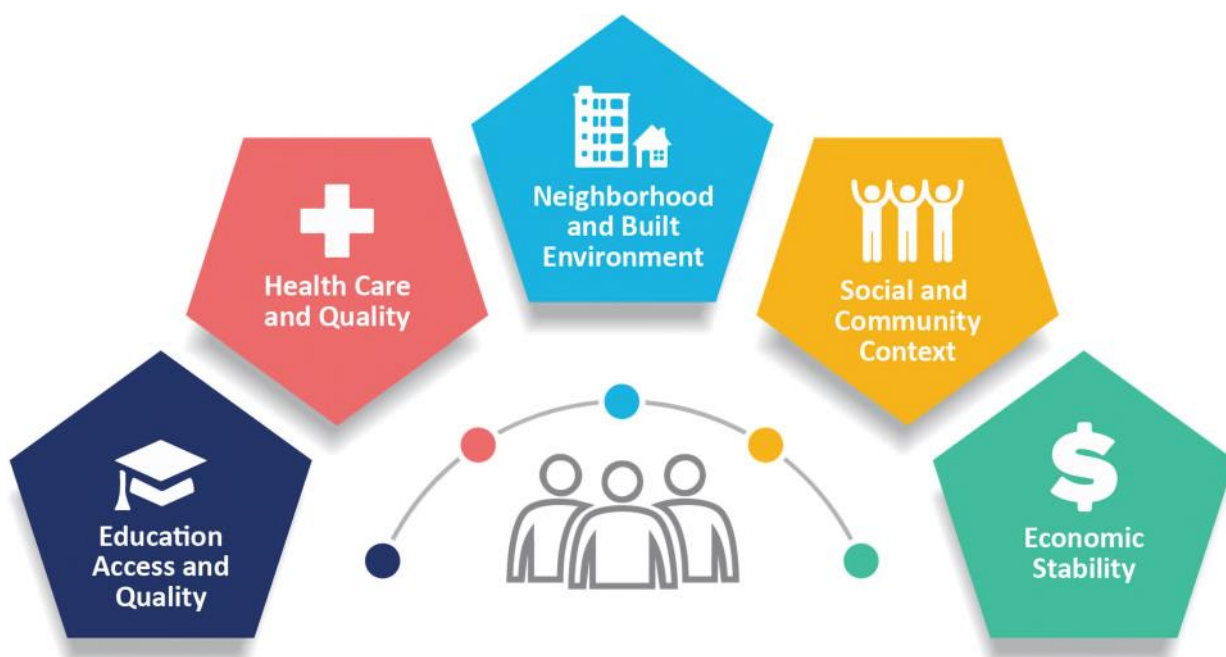 Education
Access and
Quality
Health Care
and Quality
Neighborhood
and Built
Environment
Social and
Community
Context
$
Economic
Stability